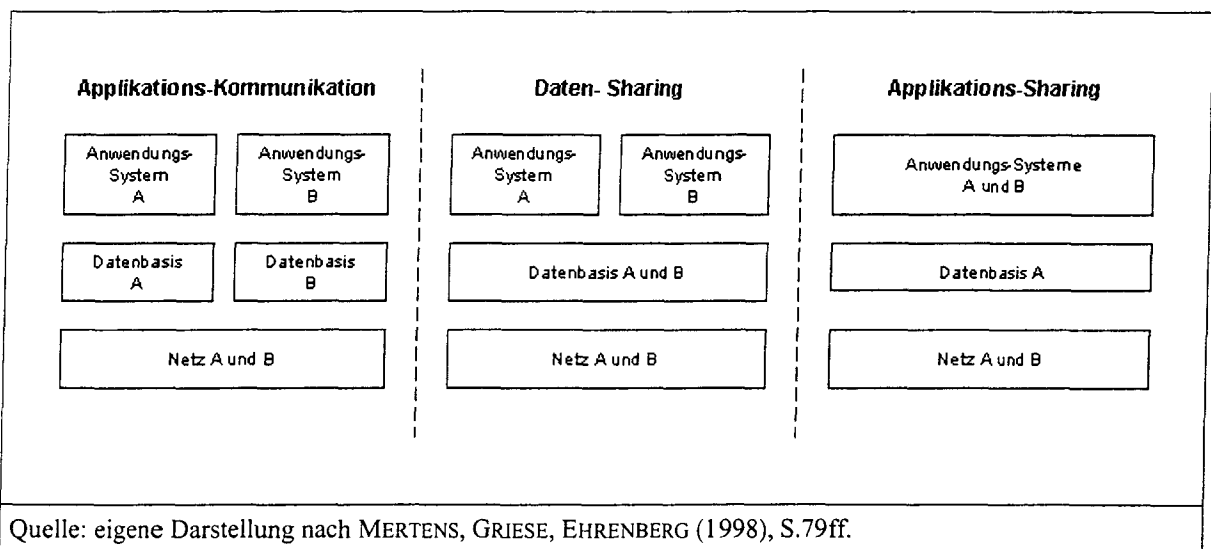 Applikations-Kommunikation
Anwendungs-
System
A
Anwendungs-
System
B
Datenbasis
A
Datenbasis
B
Netz A und B
Daten- Sharing
Anwendungs-
System
A
Anwendungs-
System
B
Datenbasis A und B
Netz A und B
Applikations-Sharing
Anwendungs-Systeme
A und B
Datenbasis A
Netz A und B
Quelle: eigene Darstellung nach MERTENS, GRIESE, EHRENBERG (1998), S.79ff.